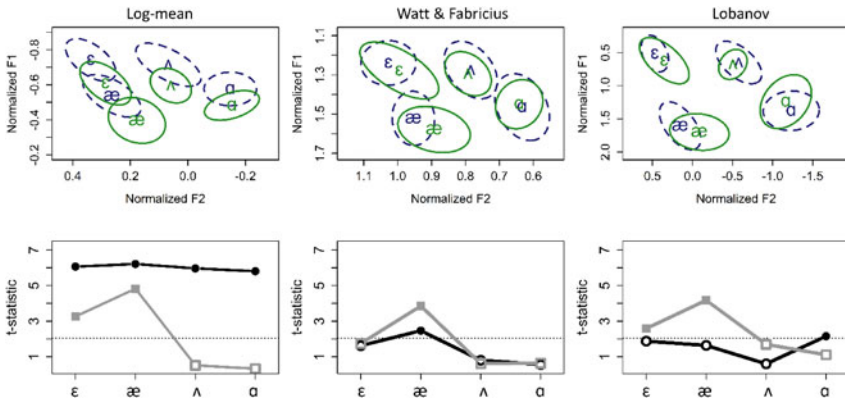 Log-mean
Watt & Fabricius
Lobanov
Normalized F1
-0.8
-0.6
-0.4
-0.2
ɛ
ɛ
æ
æ
ʌ
ʌ
ɑ
ɑ
0.4
0.2
0.0
-0.2
Normalized F2
Normalized F1
1.1
1.3
1.5
1.7
ɛ
ɛ
æ
æ
ʌ
ʌ
ɑ
ɑ
1.1
1.0
0.9
0.8
0.7
0.6
Normalized F2
Normalized F1
0.5
1.0
1.5
2.0
ɛ
ɛ
æ
æ
ʌ
ʌ
ɑ
ɑ
0.5
0.0
-0.5
-1.0
-1.5
Normalized F2
t-statistic
7
5
3
1
ɛ
æ
ʌ
ɑ
t-statistic
7
5
3
1
ɛ
æ
ʌ
ɑ
t-statistic
7
5
3
1
ɛ
æ
ʌ
ɑ